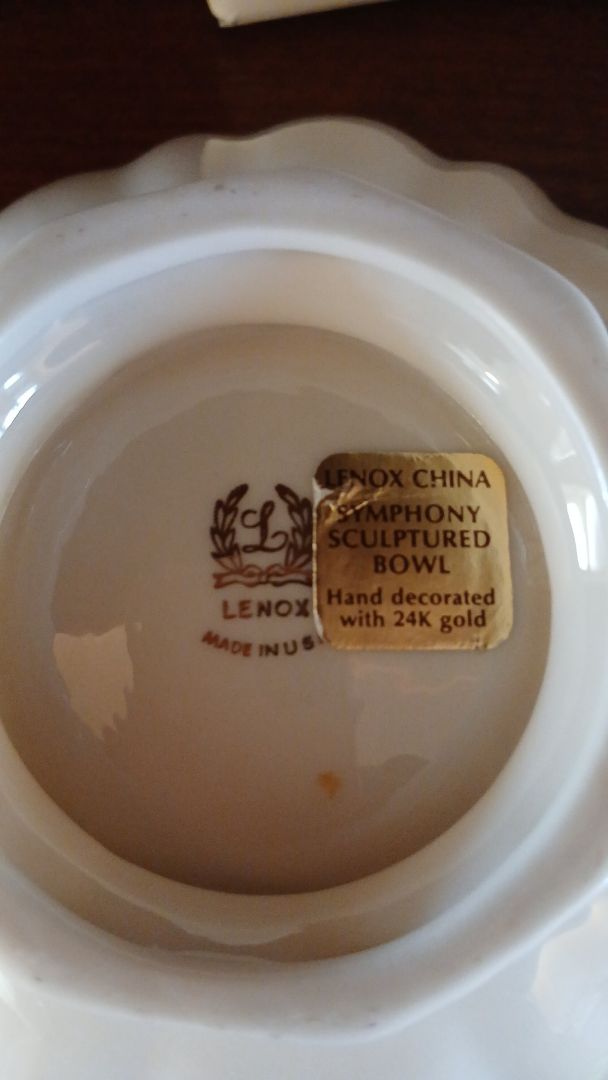 L
LENOX
MADE IN US
LENOX CHINA
SYMPHONY
SCULPTURED
BOWL
Hand decorated
with 24K gold